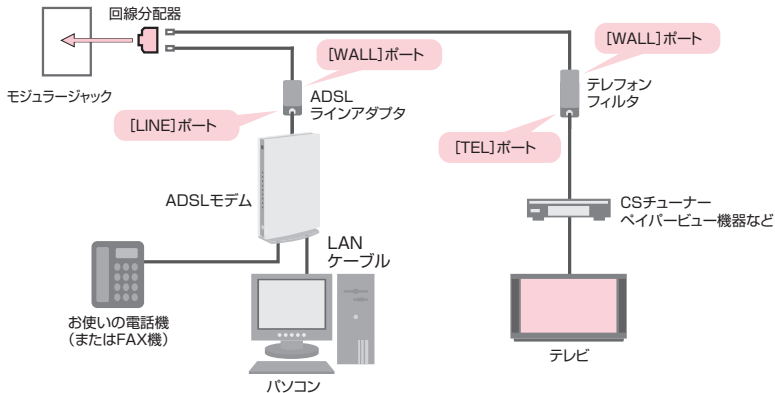 回線分配器
モジュラージャック
[WALL]ポート
[WALL]ポート
ADSL
ラインアダプタ
テレフォン
フィルタ
[LINE]ポート
[TEL]ポート
ADSLモデム
CSチューナー
ペイパービュー機器など
LAN
ケーブル
お使いの電話機
(またはFAX機)
パソコン
テレビ